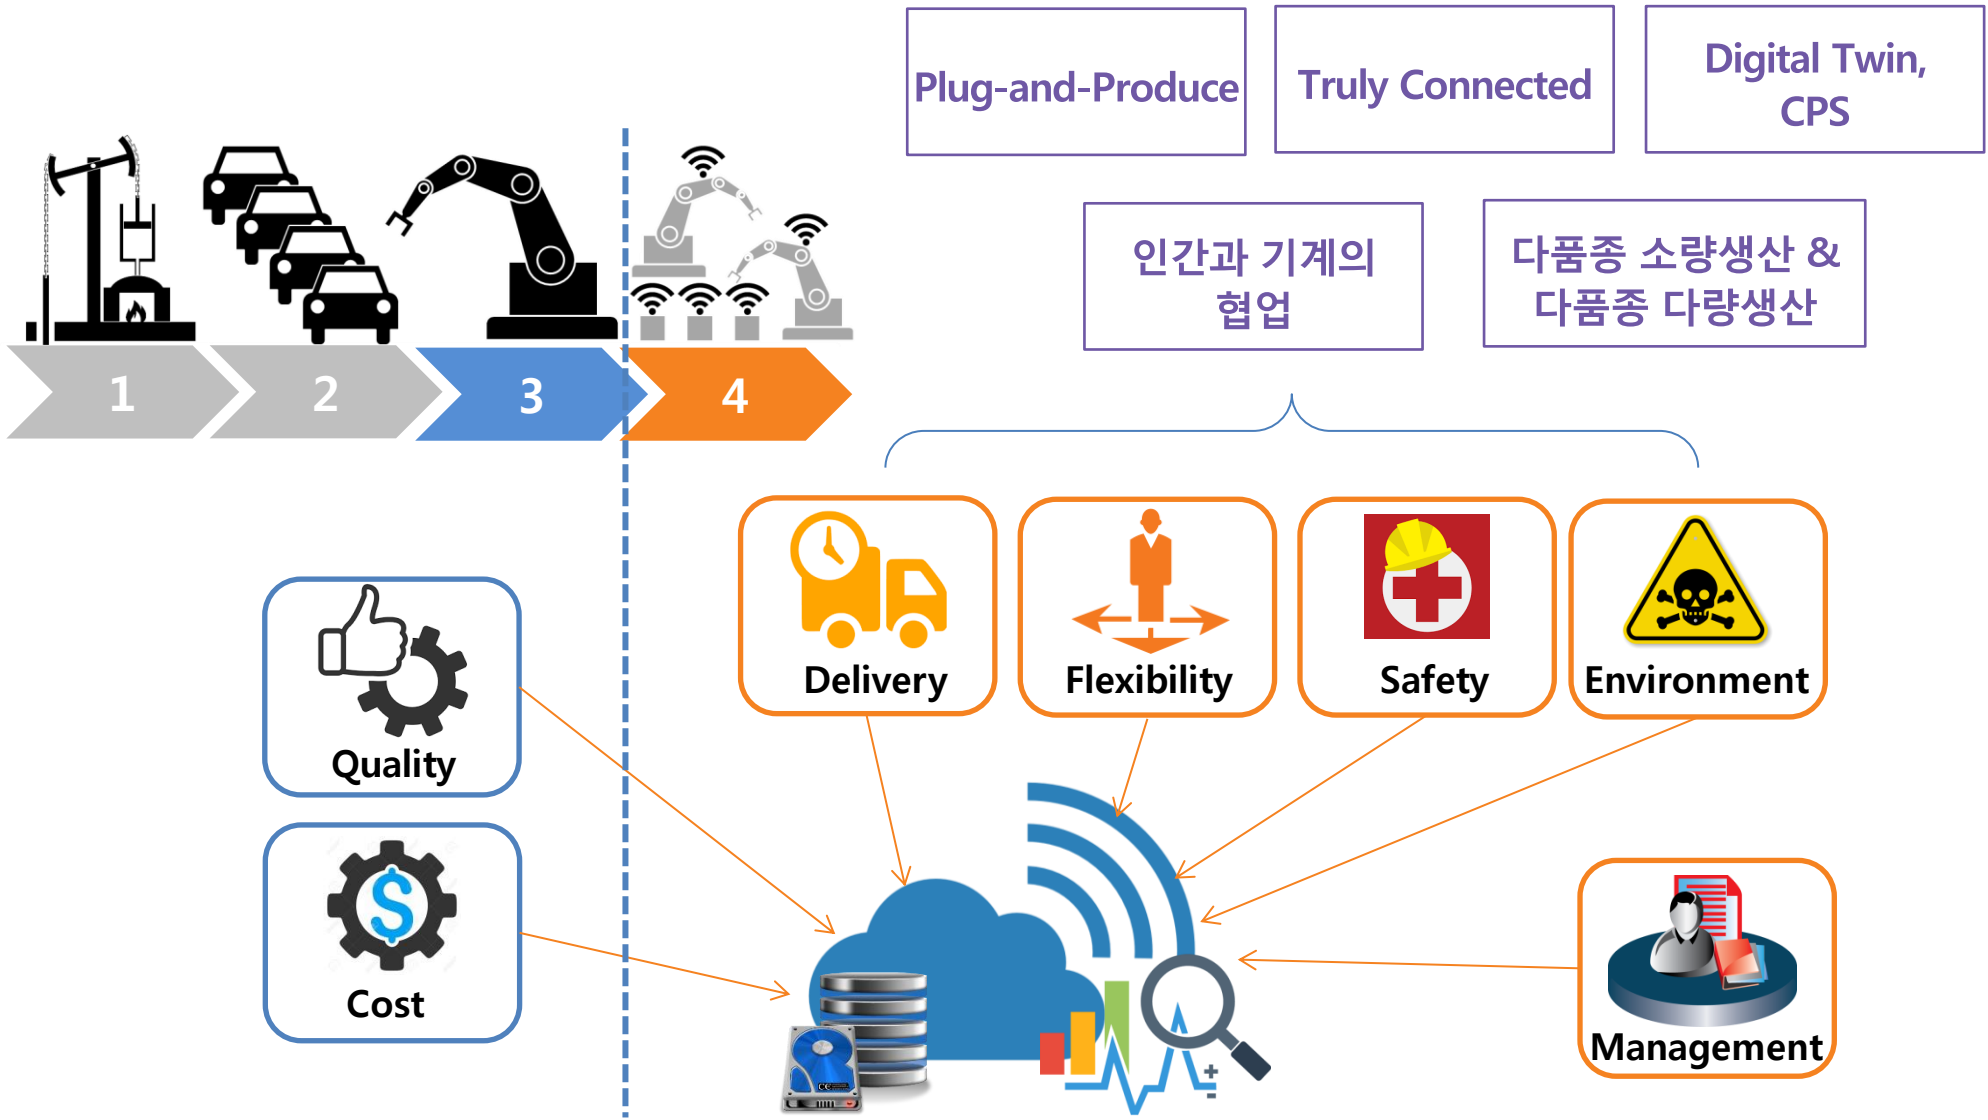 Plug-and-Produce
Truly Connected
Digital Twin,
CPS
인간과 기계의
협업
다품종 소량생산 &
다품종 다량생산
1
2
3
4
Delivery
Flexibility
Safety
Environment
Quality
$
Cost
CE
Management